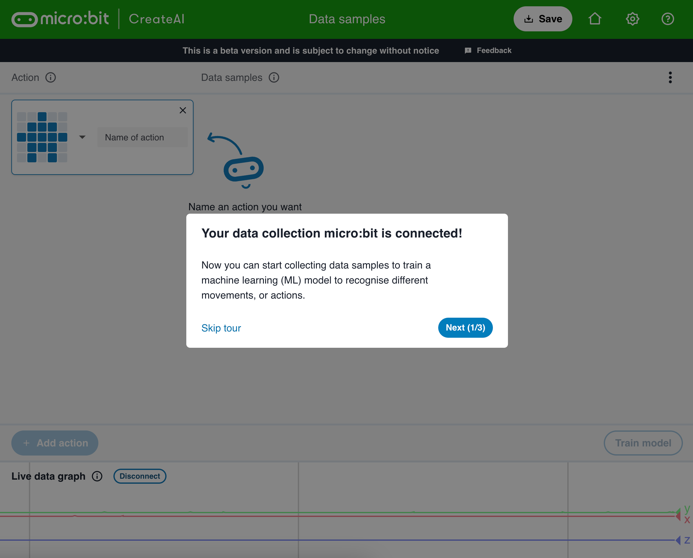 micro:bit | CreateAI
Data samples
Save
This is a beta version and is subject to change without notice
Feedback
Action
Data samples
Name of action
Name an action you want
Your data collection micro:bit is connected!
Now you can start collecting data samples to train a
machine learning (ML) model to recognise different
movements, or actions.
Skip tour
Next (1/3)
+ Add action
Train model
Live data graph
Disconnect
y
x
z